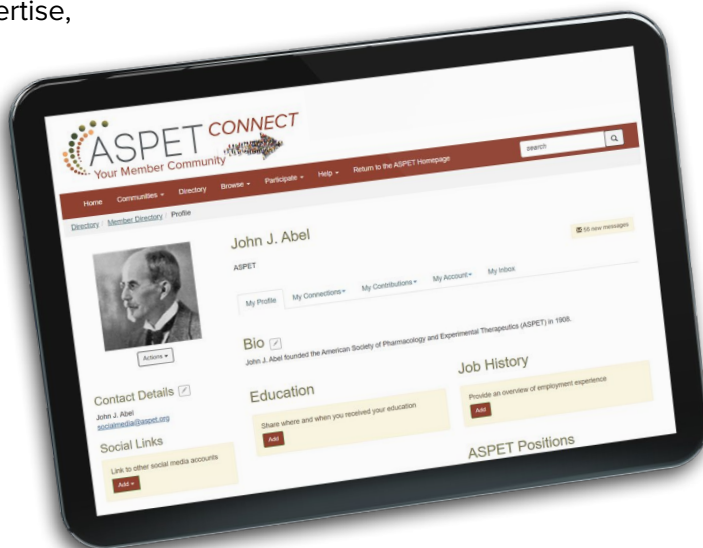 ertise,
ASPET CONNECT
Your Member Community
Home Communities Directory Browse Participate Help Return to the ASPET Homepage search
Directory / Member Directory / Profile
John J. Abel
56 new messages
ASPET
My Profile My Connections My Contributions My Account My Inbox
Actions
Bio
John J. Abel founded the American Society of Pharmacology and Experimental Therapeutics (ASPET) in 1908.
Contact Details
John J. Abel
socialmedia@aspet.org
Social Links
Link to other social media accounts
Add
Education
Share where and when you received your education
Add
Job History
Provide an overview of employment experience
Add
ASPET Positions